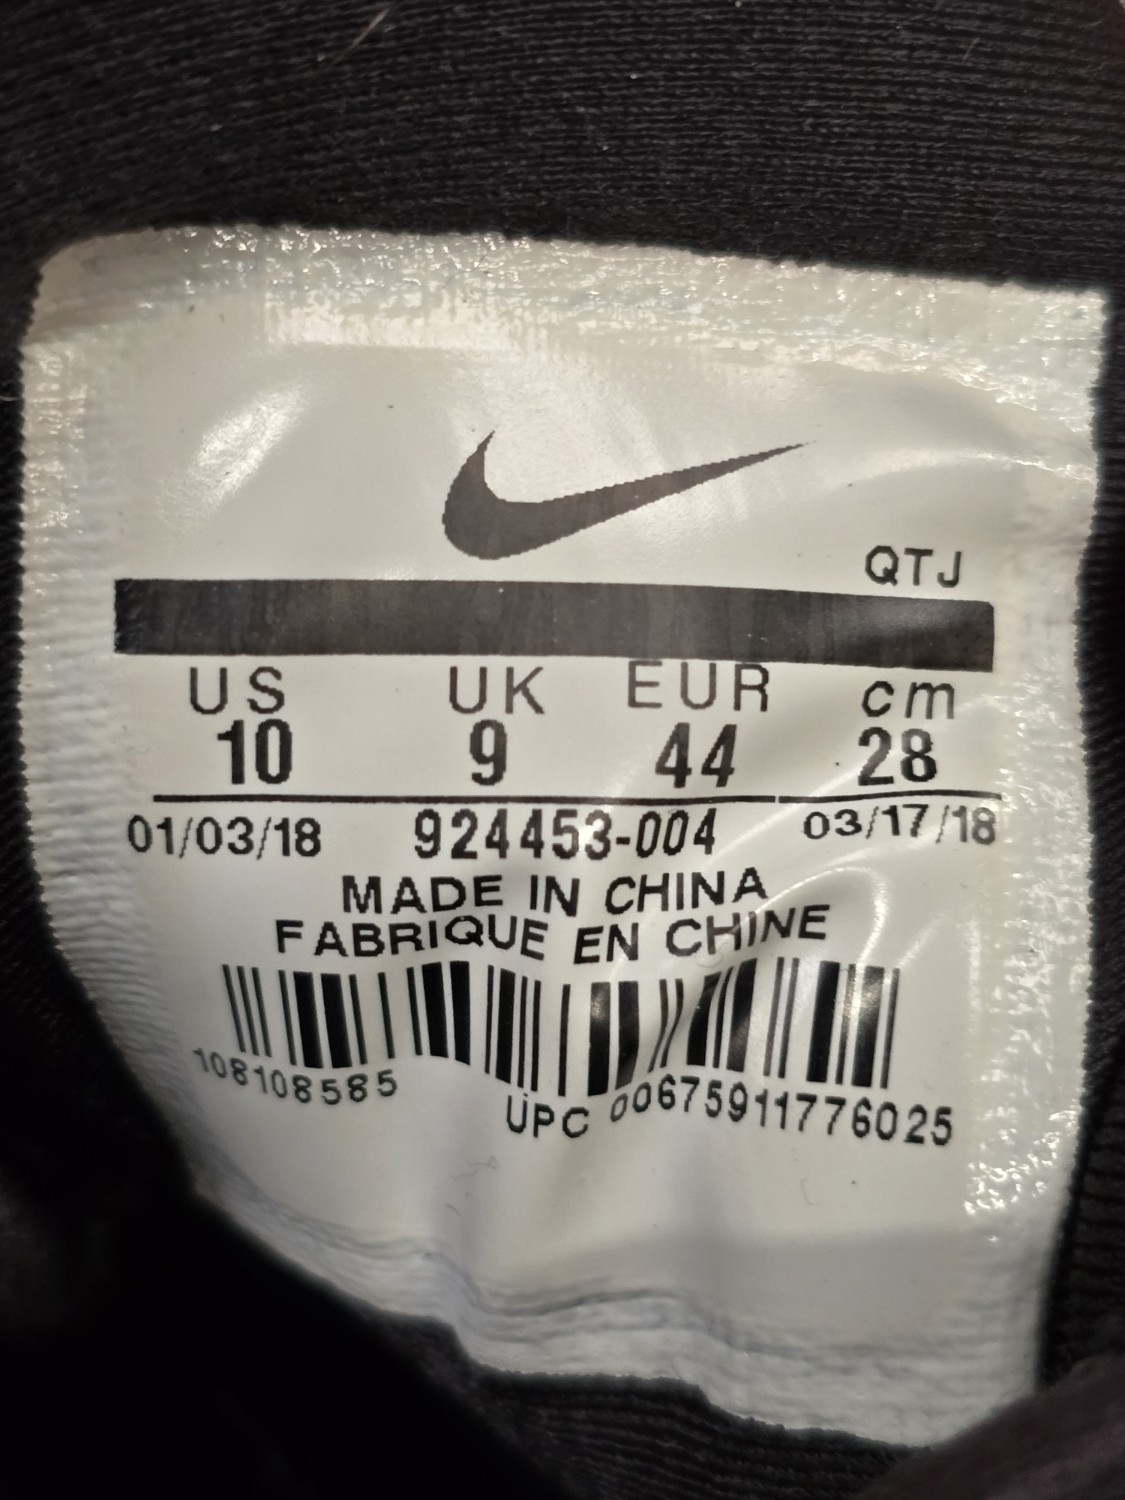 QTJ
US UK EUR cm
10 9 44 28
01/03/18 924453-004 03/17/18
MADE IN CHINA
FABRIQUE EN CHINE
108108585
UPC 00675911776025